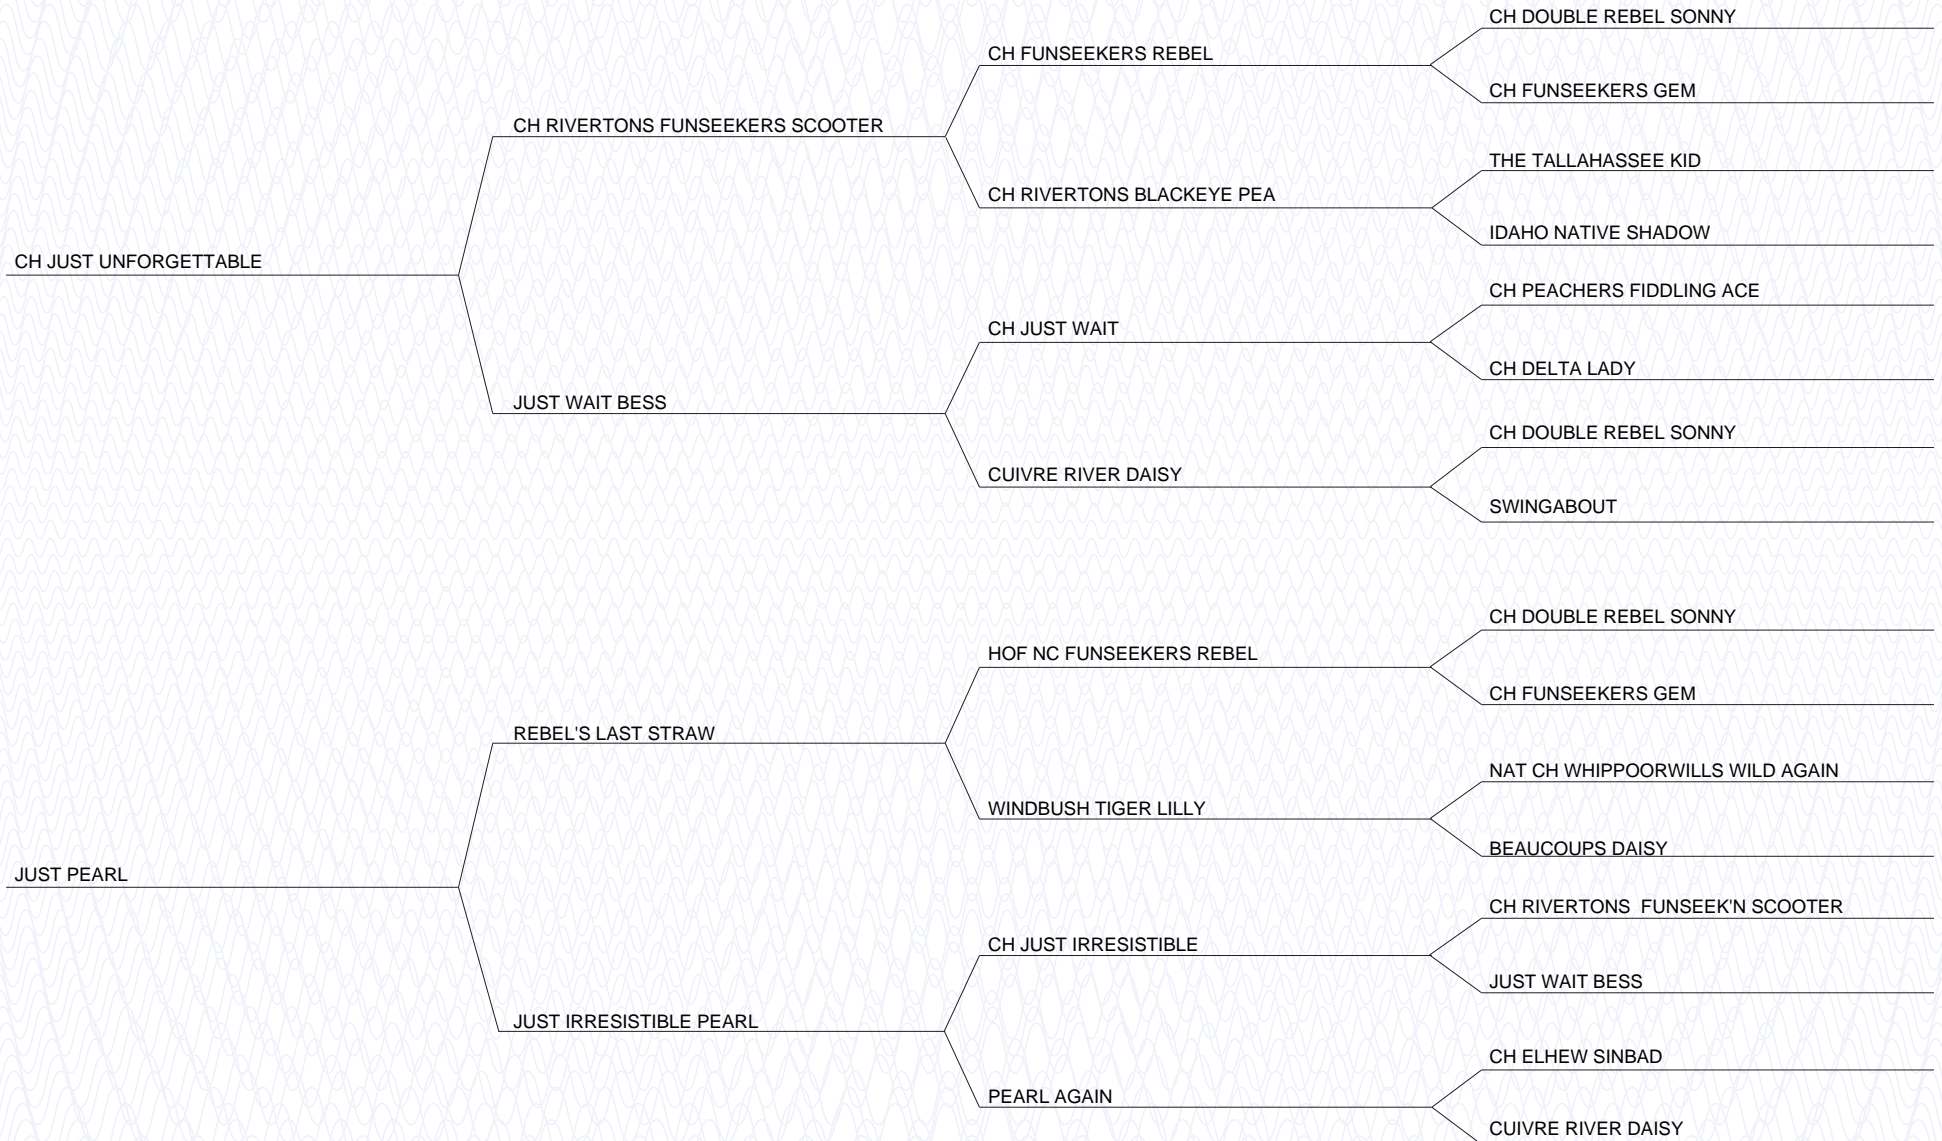 CH DOUBLE REBEL SONNY
CH FUNSEEKERS REBEL
CH FUNSEEKERS GEM
CH RIVERTONS FUNSEEKERS SCOOTER
THE TALLAHASSEE KID
CH RIVERTONS BLACKEYE PEA
IDAHO NATIVE SHADOW
CH JUST UNFORGETTABLE
CH PEACHERS FIDDLING ACE
CH JUST WAIT
CH DELTA LADY
JUST WAIT BESS
CH DOUBLE REBEL SONNY
CUIVRE RIVER DAISY
SWINGABOUT
CH DOUBLE REBEL SONNY
HOF NC FUNSEEKERS REBEL
CH FUNSEEKERS GEM
REBEL'S LAST STRAW
NAT CH WHIPPOORWILLS WILD AGAIN
WINDBUSH TIGER LILLY
BEAUCOUPS DAISY
JUST PEARL
CH RIVERTONS  FUNSEEK'N SCOOTER
CH JUST IRRESISTIBLE
JUST WAIT BESS
JUST IRRESISTIBLE PEARL
CH ELHEW SINBAD
PEARL AGAIN
CUIVRE RIVER DAISY